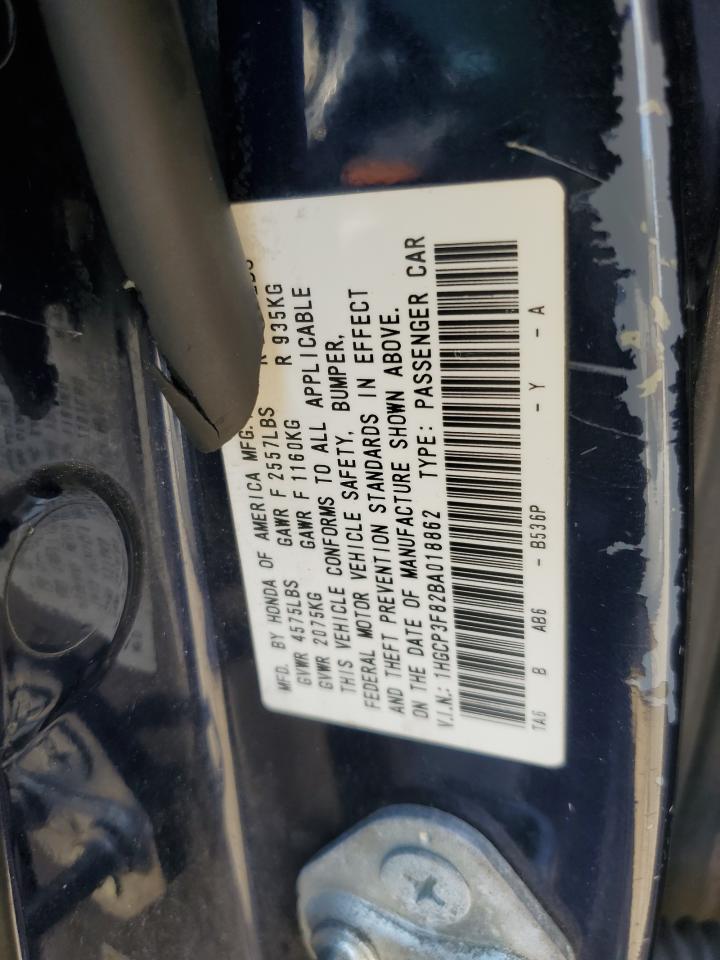 MFD. BY HONDA OF AMERICA MFG.
GVWR 4575LBS GAWR F 2557LBS R
GVWR 2075KG GAWR F 1160KG R 935KG
THIS VEHICLE CONFORMS TO ALL APPLICABLE
FEDERAL MOTOR VEHICLE SAFETY, BUMPER,
AND THEFT PREVENTION STANDARDS IN EFFECT
ON THE DATE OF MANUFACTURE SHOWN ABOVE.
V.I.N.: 1HGCP3F82BA018862 TYPE: PASSENGER CAR
TAG B AB6 - B536P - Y - A